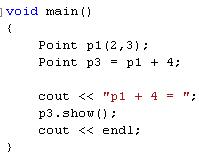 void main()
{
Point p1(2,3);
Point p3 = p1 + 4;
cout << "p1 + 4 = ";
p3.show();
cout << endl;
}